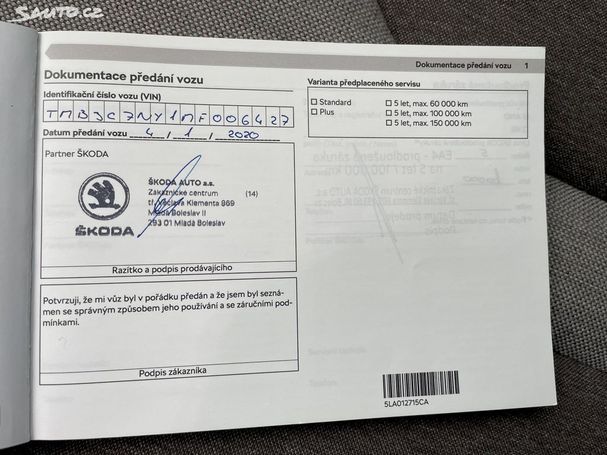 Sauto.cz
Dokumentace předání vozu 1
Dokumentace předání vozu
Identifikační číslo vozu (VIN)
TMBJC7NY1MF006427
Datum předání vozu 4 / 1 / 2020
Partner ŠKODA
ŠKODA AUTO a.s.
Zákaznické centrum (14)
tř. Václava Klementa 869
Mladá Boleslav II
293 01 Mladá Boleslav
ŠKODA
Razítko a podpis prodávajícího
Potvrzuji, že mi vůz byl v pořádku předán a že jsem byl sezná-
men se správným způsobem jeho používání a se záručními pod-
mínkami.
Podpis zákazníka
Varianta předplaceného servisu
☐ Standard ☐ 5 let, max. 60 000 km
☐ Plus ☐ 5 let, max. 100 000 km
☐ 5 let, max. 150 000 km
5LA012715CA